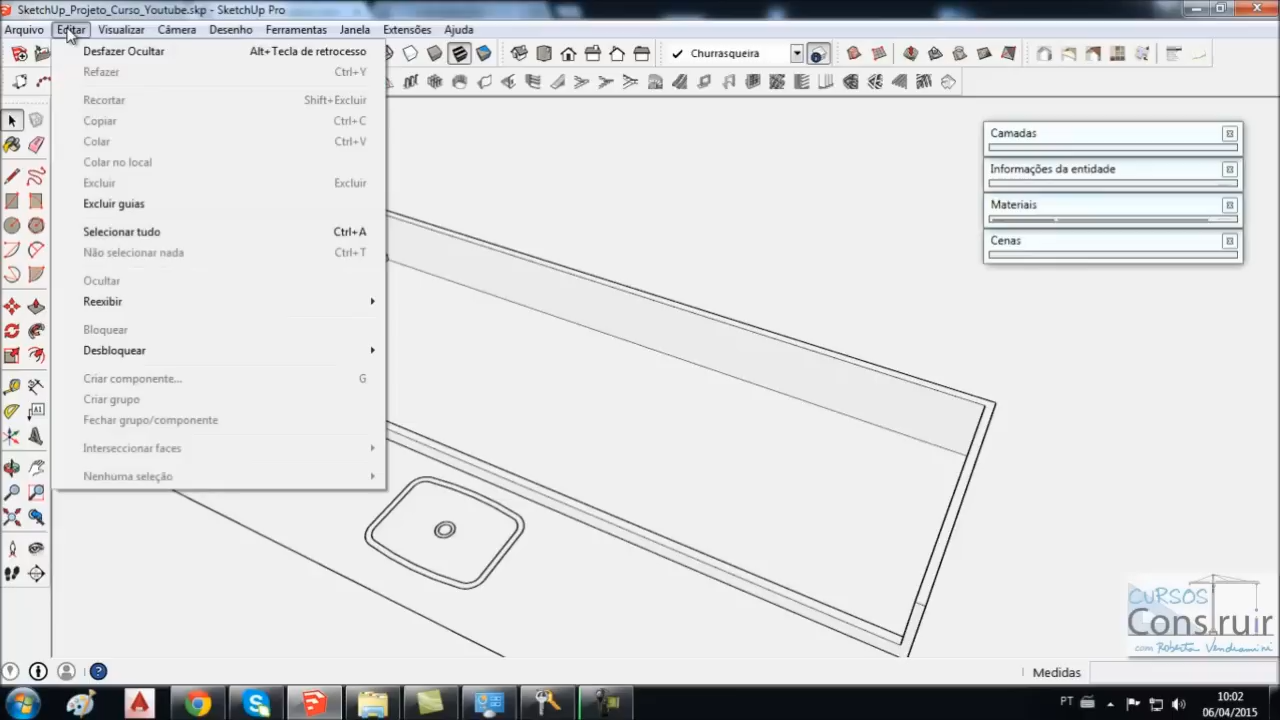 SketchUp_Projeto_Curso_Youtube.skp - SketchUp Pro
Arquivo Editar Visualizar Câmera Desenho Ferramentas Janela Extensões Ajuda
Desfazer Ocultar Alt+Tecla de retrocesso
Refazer Ctrl+Y
Recortar Shift+Excluir
Copiar Ctrl+C
Colar Ctrl+V
Colar no local
Excluir Excluir
Excluir guias
Selecionar tudo Ctrl+A
Não selecionar nada Ctrl+T
Ocultar
Reexibir
Bloquear
Desbloquear
Criar componente... G
Criar grupo
Fechar grupo/componente
Interseccionar faces
Nenhuma seleção
Churrasqueira
Camadas
Informações da entidade
Materiais
Cenas
CURSOS
Construir
com Roberta Vendramini
Medidas
PT
10:02
06/04/2015